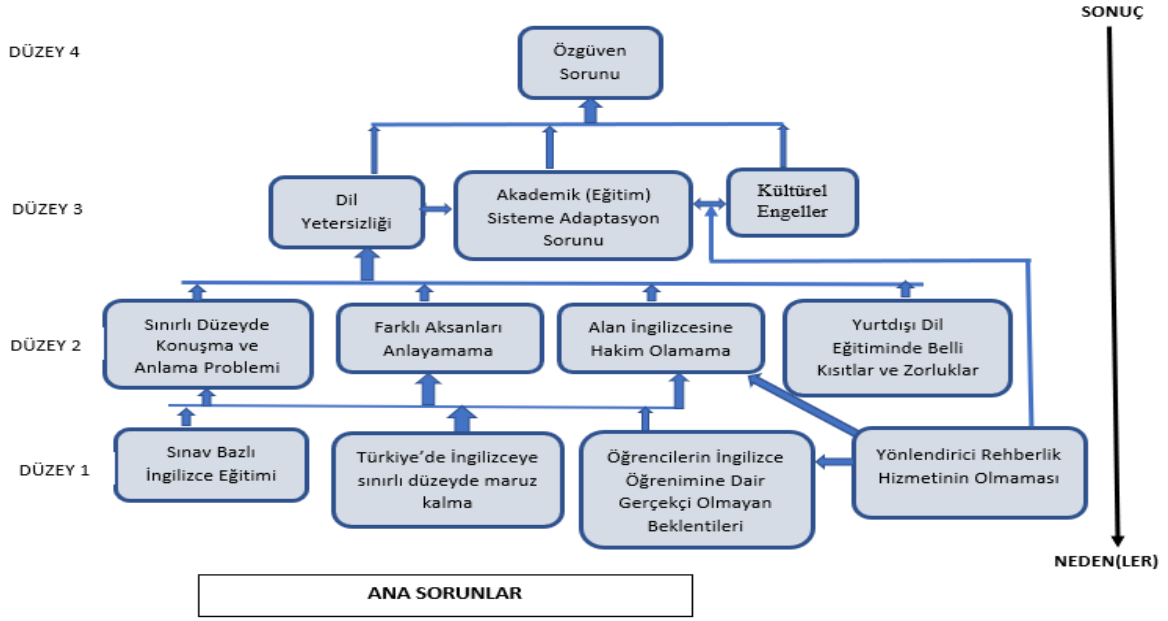 SONUÇ
DÜZEY 4
Özgüven
Sorunu
DÜZEY 3
Dil
Yetersizliği
Akademik (Eğitim)
Sisteme Adaptasyon
Sorunu
Kültürel
Engeller
DÜZEY 2
Sınırlı Düzeyde
Konuşma ve
Anlama Problemi
Farklı Aksanları
Anlayamama
Alan İngilizcesine
Hakim Olamama
Yurtdışı Dil
Eğitiminde Belli
Kısıtlar ve Zorluklar
DÜZEY 1
Sınav Bazlı
İngilizce Eğitimi
Türkiye’de İngilizceye
sınırlı düzeyde maruz
kalma
Öğrencilerin İngilizce
Öğrenimine Dair
Gerçekçi Olmayan
Beklentileri
Yönlendirici Rehberlik
Hizmetinin Olmaması
NEDEN(LER)
ANA SORUNLAR